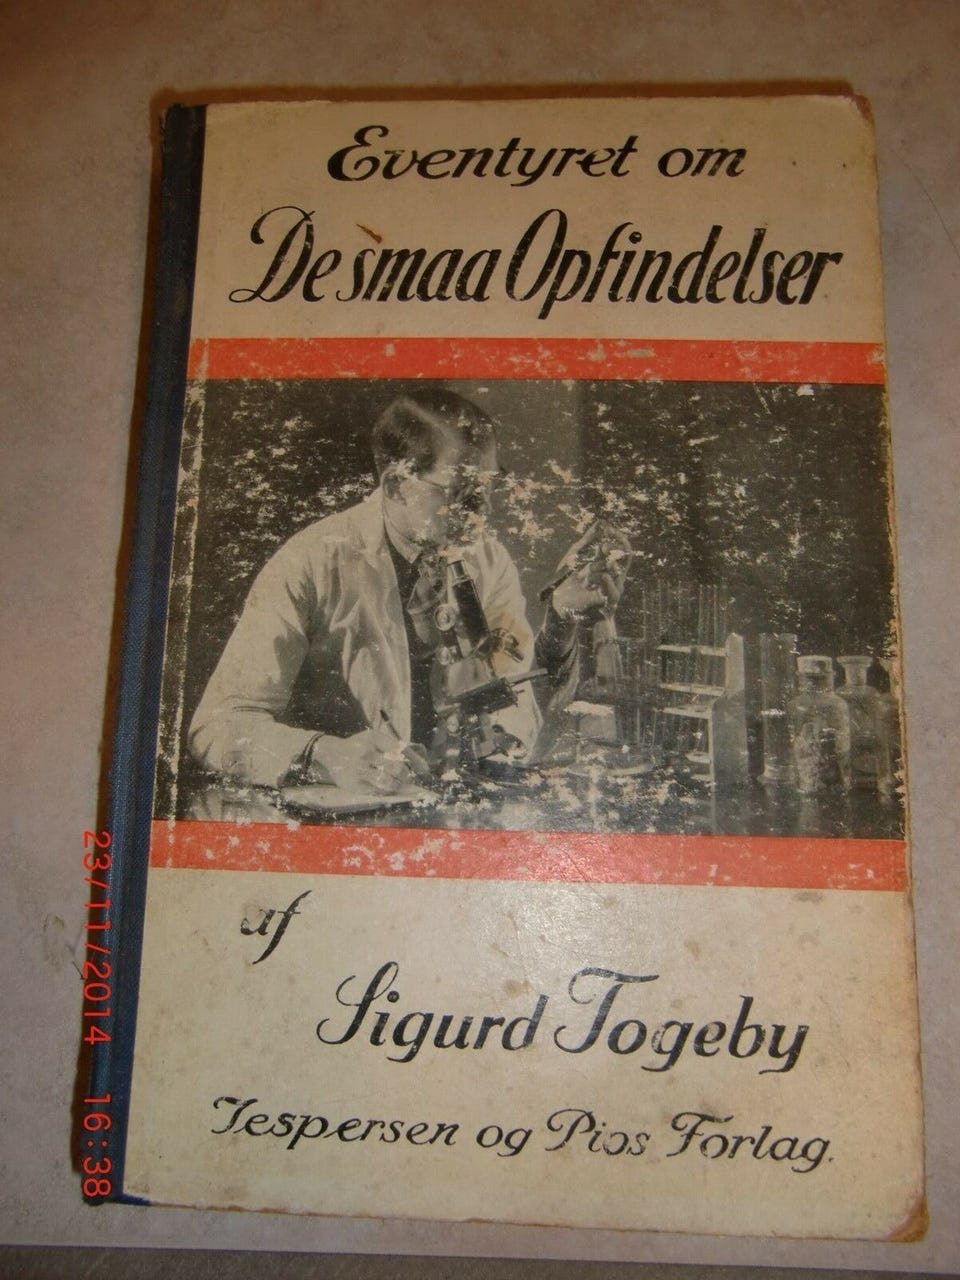 Eventyret om
De smaa Opfindelser
af
Sigurd Togeby
Jespersen og Pios Forlag.
23/11/2014 16:38